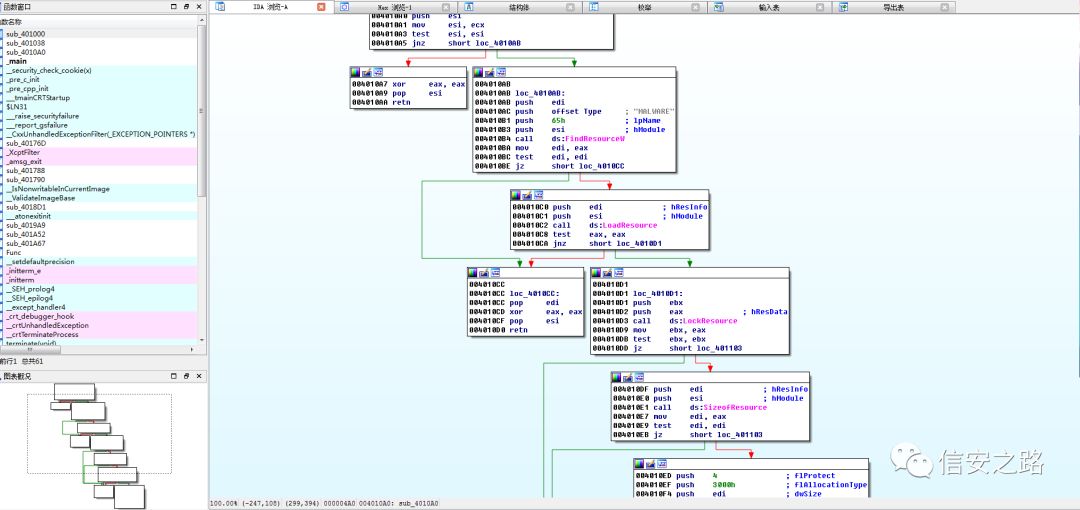 函数窗口
函数名称
sub_401000
sub_401038
sub_4010A0
_main
__security_check_cookie(x)
_pre_c_init
_pre_cpp_init
___tmainCRTStartup
$LN31
___raise_securityfailure
___report_gsfailure
__CxxUnhandledExceptionFilter(_EXCEPTION_POINTERS *)
sub_40176D
_XcptFilter
_amsg_exit
sub_401788
sub_401790
__IsNonwritableInCurrentImage
__ValidateImageBase
sub_4018D1
___atonexitinit
sub_4019A9
sub_401A52
sub_401A67
Func
__setdefaultprecision
_initterm_e
_initterm
__SEH_prolog4
__SEH_epilog4
__except_handler4
_crt_debugger_hook
__crtUnhandledException
__crtTerminateProcess
terminate(void)
前行1 总共61
图表概况
IDA 浏览-A
Hex 浏览-1
结构体
枚举
输入表
导出表
004010A0 push esi
004010A1 mov esi, ecx
004010A3 test esi, esi
004010A5 jnz short loc_4010AB
004010A7 xor eax, eax
004010A9 pop esi
004010AA retn
004010AB
004010AB loc_4010AB:
004010AB push edi
004010AC push offset Type ; "MALWARE"
004010B1 push 65h ; lpName
004010B3 push esi ; hModule
004010B4 call ds:FindResourceW
004010BA mov edi, eax
004010BC test edi, edi
004010BE jz short loc_4010CC
004010C0 push edi ; hResInfo
004010C1 push esi ; hModule
004010C2 call ds:LoadResource
004010C8 test eax, eax
004010CA jnz short loc_4010D1
004010CC
004010CC loc_4010CC:
004010CC pop edi
004010CD xor eax, eax
004010CF pop esi
004010D0 retn
004010D1
004010D1 loc_4010D1:
004010D1 push ebx
004010D2 push eax ; hResData
004010D3 call ds:LockResource
004010D9 mov ebx, eax
004010DB test ebx, ebx
004010DD jz short loc_401103
004010DF push edi ; hResInfo
004010E0 push esi ; hModule
004010E1 call ds:SizeofResource
004010E7 mov edi, eax
004010E9 test edi, edi
004010EB jz short loc_401103
004010ED push 4 ; flProtect
004010EF push 3000h ; flAllocationType
004010F4 push edi ; dwSize
100.00% (-247,108) (299,394) 000004A0 004010A0: sub_4010A0
信安之路